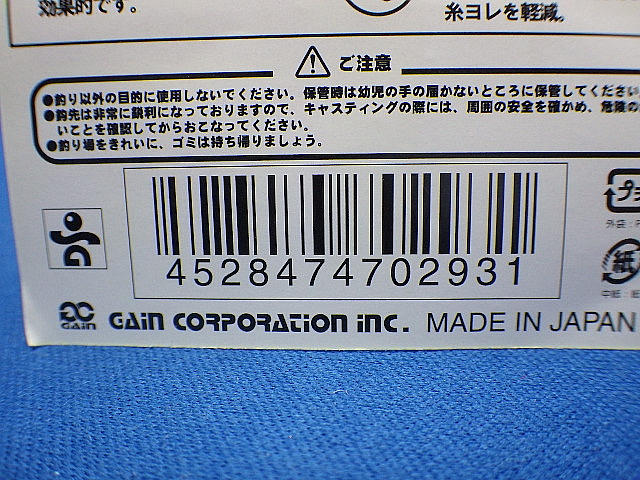 効果的です。
糸ヨレを軽減。
ご注意
●釣り以外の目的に使用しないでください。保管時は幼児の手の届かないところに保管してください
●釣先は非常に鋭利になっておりますので、キャスティングの際には、周囲の安全を確かめ、危険の
いことを確認してからおこなってください。
●釣り場をきれいに、ゴミは持ち帰りましょう。
プラ
外袋：P
紙
中紙：紙
4528474702931
GAIN GAIN CORPORATION INC. MADE IN JAPAN